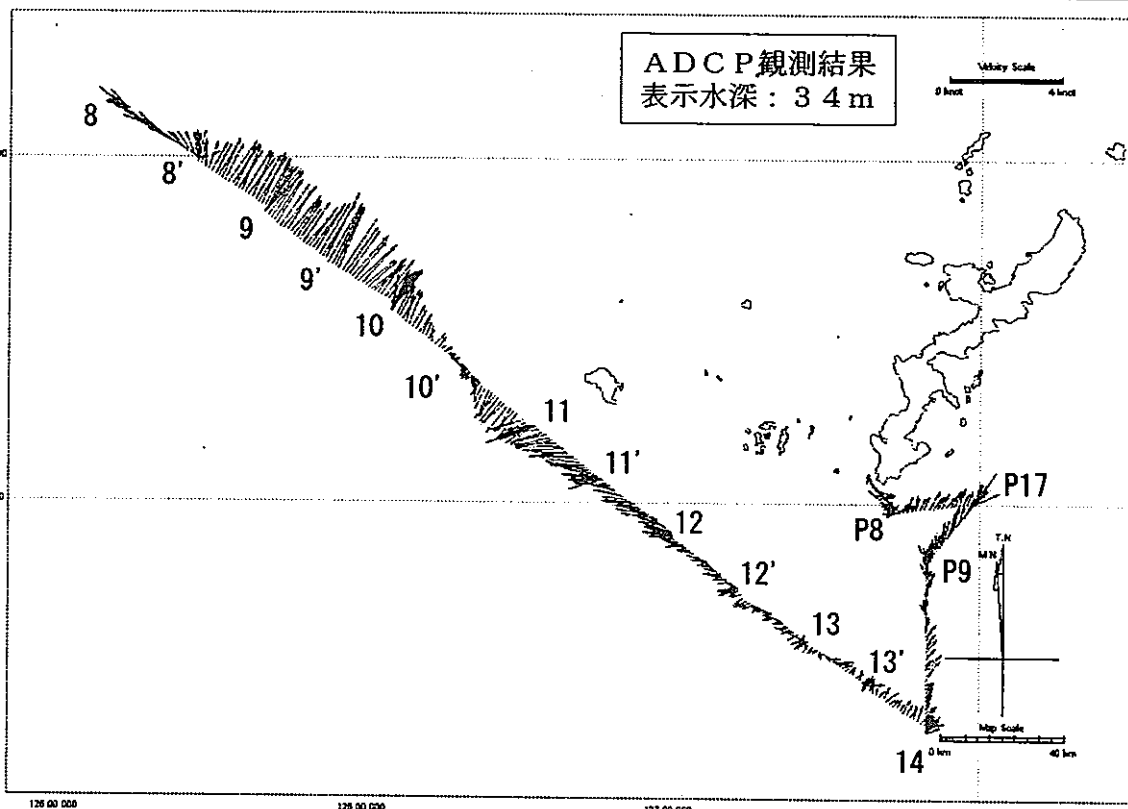 ADCP観測結果
表示水深：34m
Velocity Scale
0 knot
4 knot
8
8'
9
9'
10
10'
11
11'
12
12'
13
13'
14
P17
P8
P9
T.N
M.N
Map Scale
0 km
40 km